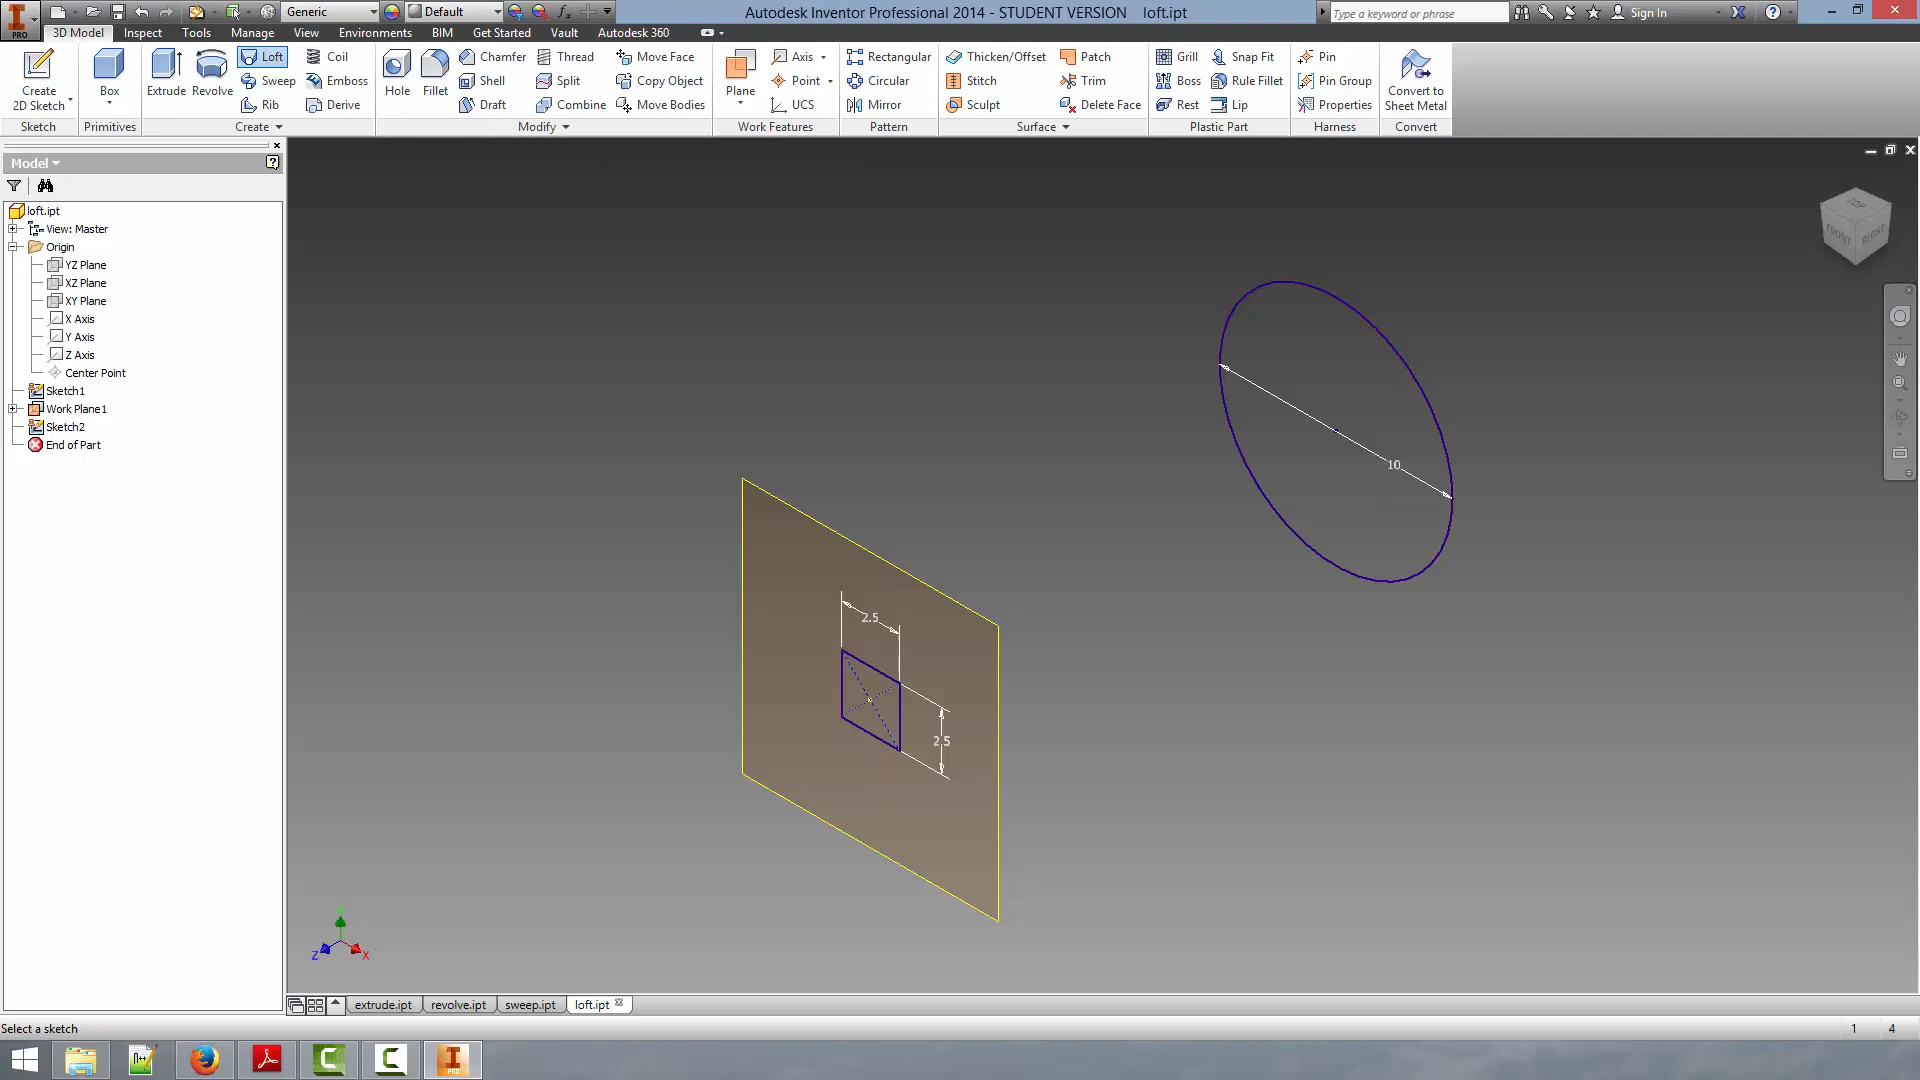 Generic
Default
fx
Autodesk Inventor Professional 2014 - STUDENT VERSION loft.ipt
Type a keyword or phrase
Sign In
PRO
3D Model Inspect Tools Manage View Environments BIM Get Started Vault Autodesk 360
Create
2D Sketch
Box
Extrude
Revolve
Loft
Sweep
Rib
Coil
Emboss
Derive
Hole
Fillet
Chamfer
Shell
Draft
Thread
Split
Combine
Move Face
Copy Object
Move Bodies
Plane
Axis
Point
UCS
Rectangular
Circular
Mirror
Thicken/Offset
Stitch
Sculpt
Patch
Trim
Delete Face
Grill
Boss
Rest
Snap Fit
Rule Fillet
Lip
Pin
Pin Group
Properties
Convert to
Sheet Metal
Sketch Primitives Create Modify Work Features Pattern Surface Plastic Part Harness Convert
Model
loft.ipt
View: Master
Origin
YZ Plane
XZ Plane
XY Plane
X Axis
Y Axis
Z Axis
Center Point
Sketch1
Work Plane1
Sketch2
End of Part
TOP
FRONT RIGHT
10
2.5
2.5
Z X
extrude.ipt revolve.ipt sweep.ipt loft.ipt
Select a sketch
1 4
PRO